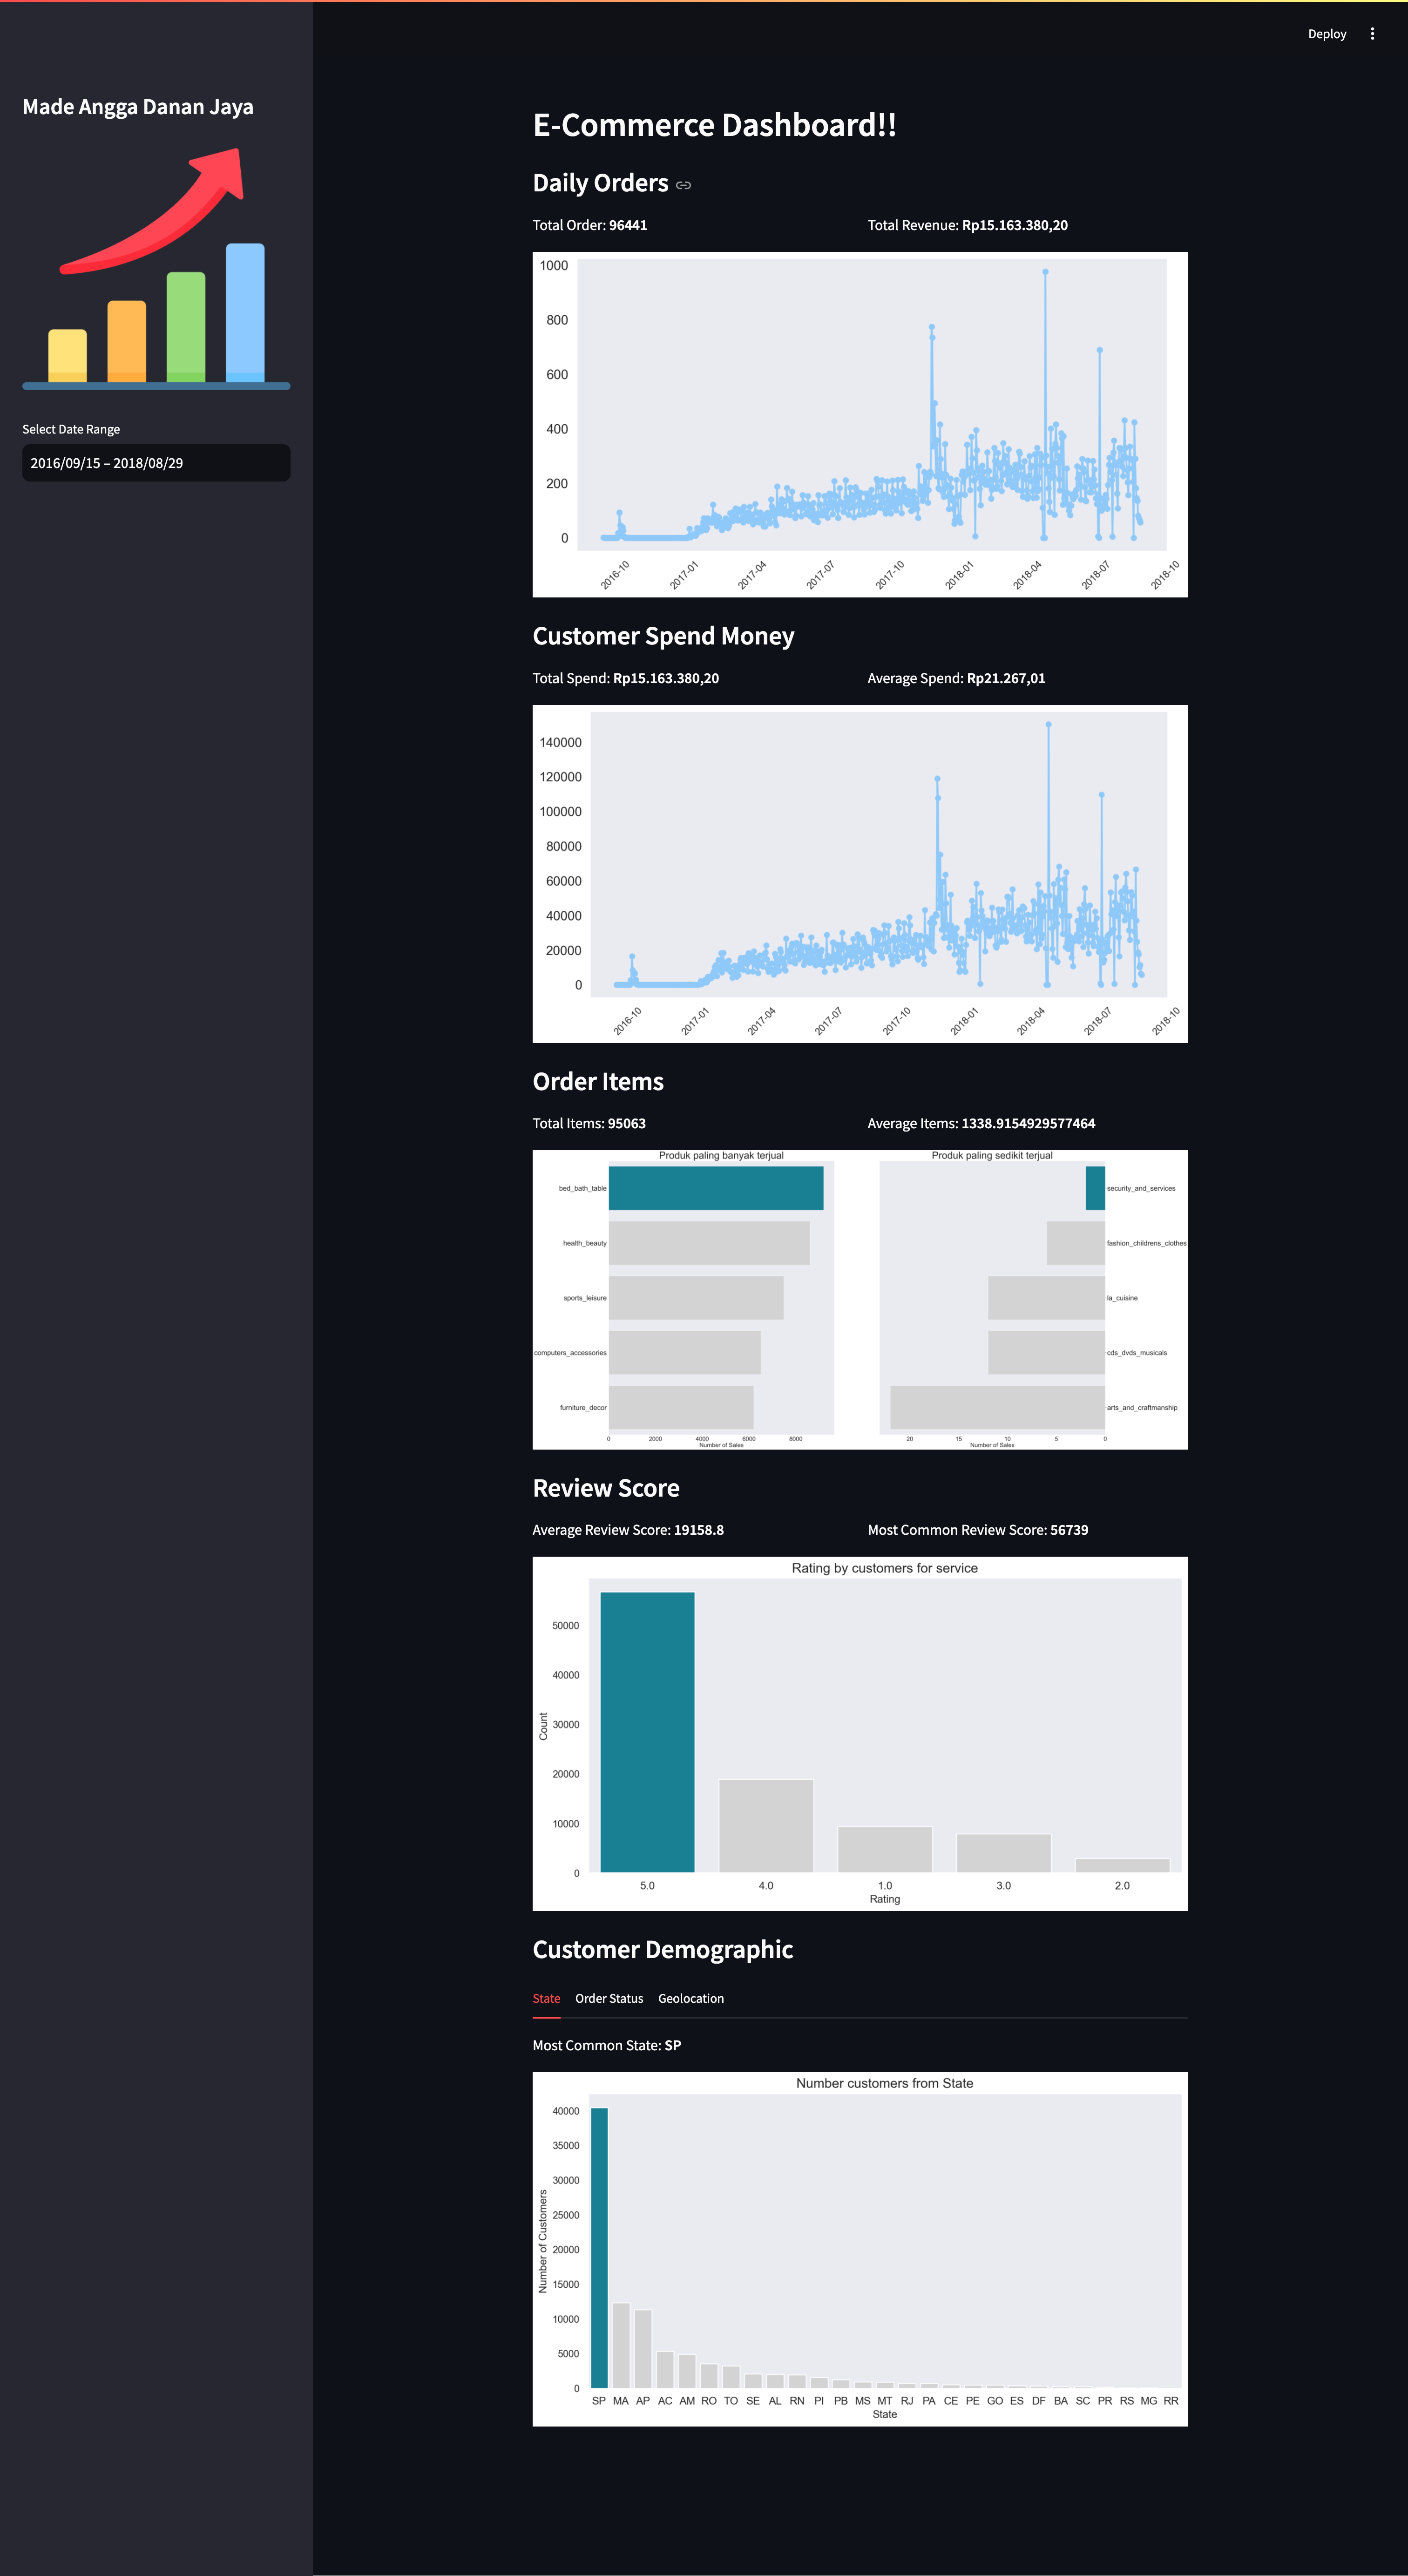 Deploy
Made Angga Danan Jaya
Select Date Range
2016/09/15 – 2018/08/29
E-Commerce Dashboard!!
Daily Orders
Total Order: 96441
Total Revenue: Rp15.163.380,20
1000
800
600
400
200
0
2016-10
2017-01
2017-04
2017-07
2017-10
2018-01
2018-04
2018-07
2018-10
Customer Spend Money
Total Spend: Rp15.163.380,20
Average Spend: Rp21.267,01
140000
120000
100000
80000
60000
40000
20000
0
2016-10
2017-01
2017-04
2017-07
2017-10
2018-01
2018-04
2018-07
2018-10
Order Items
Total Items: 95063
Average Items: 1338.9154929577464
Produk paling banyak terjual
bed_bath_table
health_beauty
sports_leisure
computers_accessories
furniture_decor
0 2000 4000 6000 8000
Number of Sales
Produk paling sedikit terjual
security_and_services
fashion_childrens_clothes
la_cuisine
cds_dvds_musicals
arts_and_craftmanship
20 15 10 5 0
Number of Sales
Review Score
Average Review Score: 19158.8
Most Common Review Score: 56739
Rating by customers for service
Count
50000
40000
30000
20000
10000
0
5.0 4.0 1.0 3.0 2.0
Rating
Customer Demographic
State Order Status Geolocation
Most Common State: SP
Number customers from State
Number of Customers
40000
35000
30000
25000
20000
15000
10000
5000
0
SP MA AP AC AM RO TO SE AL RN PI PB MS MT RJ PA CE PE GO ES DF BA SC PR RS MG RR
State